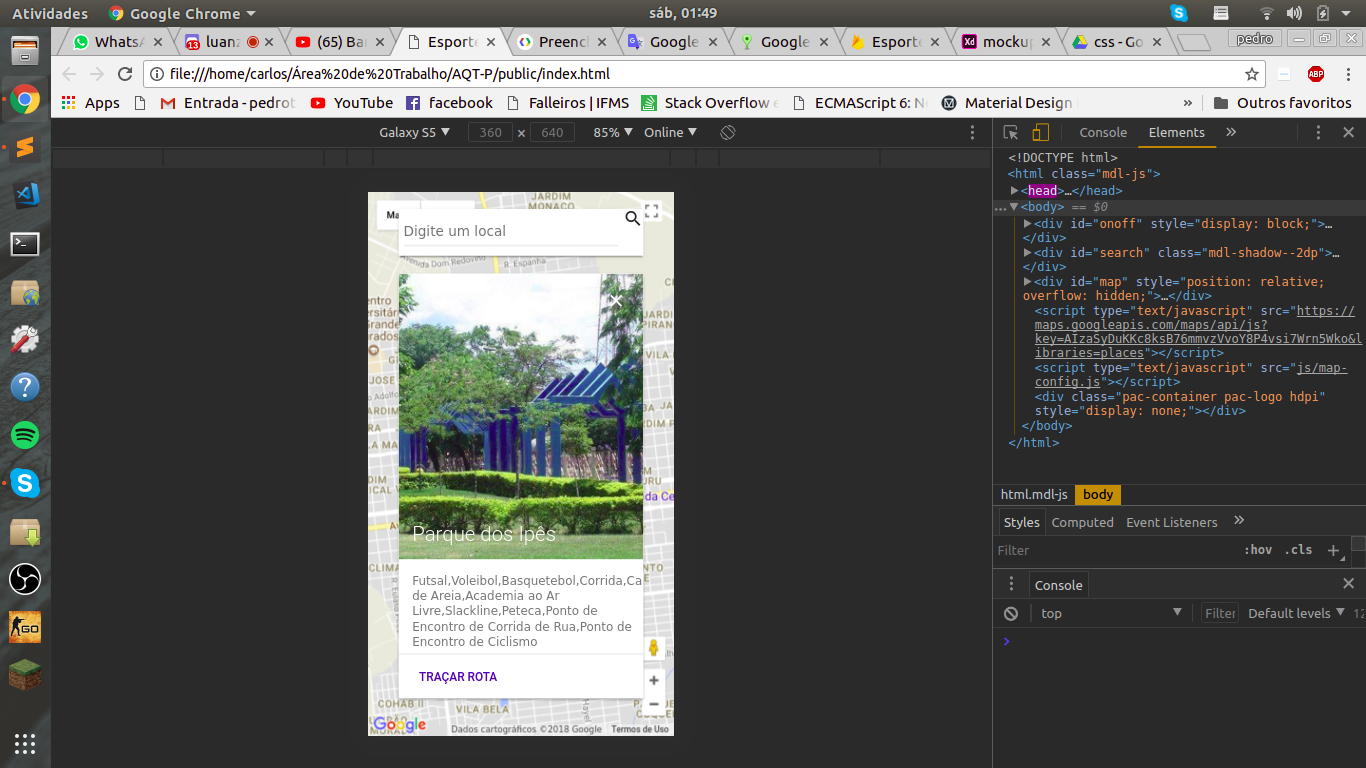 Atividades
Google Chrome
sáb, 01:49
WhatsA
13
luanz
(65) Bar
Esporte
Preench
Google
Google
Esporte
mockup
css - Go
pedro
file:///home/carlos/Área%20de%20Trabalho/AQT-P/public/index.html
ABP
Apps
Entrada - pedrot
YouTube
facebook
Falleiros | IFMS
Stack Overflow e
ECMAScript 6: N
Material Design
»
Outros favoritos
Galaxy S5
360 × 640
85%
Online
Console
Elements
»
<!DOCTYPE html>
<html class="mdl-js">
<head>…</head>
<body> == $0
<div id="onoff" style="display: block;">…
</div>
<div id="search" class="mdl-shadow--2dp">…
</div>
<div id="map" style="position: relative;
overflow: hidden;">…</div>
<script type="text/javascript" src="https://
maps.googleapis.com/maps/api/js?
key=AIzaSyDuKKc8ksB76mmvzVvoY8P4vsi7Wrn5Wko&l
ibraries=places"></script>
<script type="text/javascript" src="js/map-
config.js"></script>
<div class="pac-container pac-logo hdpi"
style="display: none;"></div>
</body>
</html>
html.mdl-js
body
Styles
Computed
Event Listeners
»
Filter
:hov
.cls
+
Console
top
Filter
Default levels
12
JARDIM
MONACO
Ma
Digite um local
Avenida Dom Redovino
R. Espanha
Parque dos Ipês
Futsal,Voleibol,Basquetebol,Corrida,Ca
de Areia,Academia ao Ar
Livre,Slackline,Peteca,Ponto de
Encontro de Corrida de Rua,Ponto de
Encontro de Ciclismo
TRAÇAR ROTA
COHAB II
VILA BELA
Google
Dados cartográficos ©2018 Google
Termos de Uso